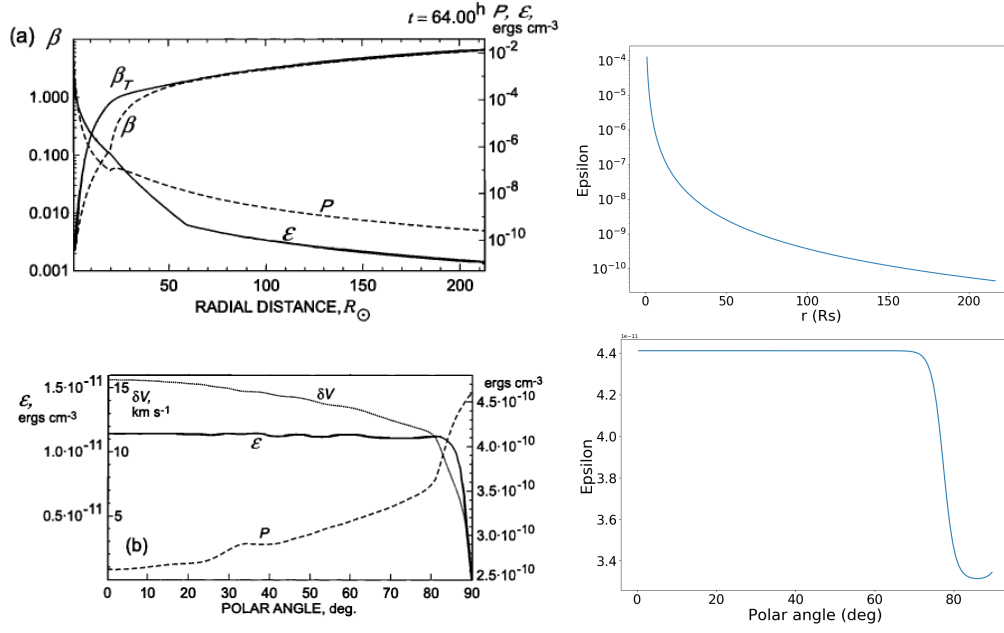 t = 64.00h P, ε,
ergs cm-3
(a) β
10-2
βT
1.000
10-4
β
0.100
10-6
10-8
0.010
P
ε
10-10
0.001
0 50 100 150 200
RADIAL DISTANCE, R☉
10−4
10−5
10−6
10−7
10−8
10−9
10−10
Epsilon
0 50 100 150 200
r (Rs)
1.5·10-11
15
δV,
km s-1
δV
ergs cm-3
4.5·10-10
ε,
ergs cm-3
ε
1.0·10-11
10
4.0·10-10
3.5·10-10
0.5·10-11
5
P
3.0·10-10
(b)
2.5·10-10
0 10 20 30 40 50 60 70 80 90
POLAR ANGLE, deg.
1e−11
4.4
4.2
4.0
3.8
3.6
3.4
Epsilon
0 20 40 60 80
Polar angle (deg)